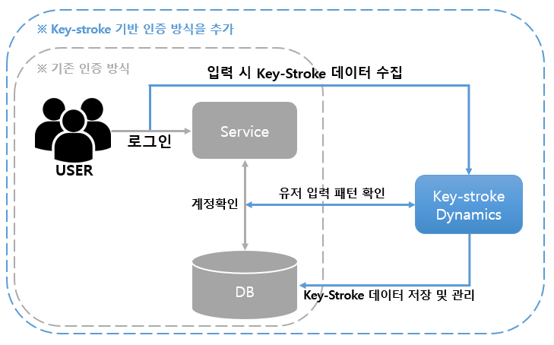 ※ Key-stroke 기반 인증 방식을 추가
※ 기존 인증 방식
입력 시 Key-Stroke 데이터 수집
Service
로그인
USER
계정확인
유저 입력 패턴 확인
Key-stroke
Dynamics
DB
Key-Stroke 데이터 저장 및 관리